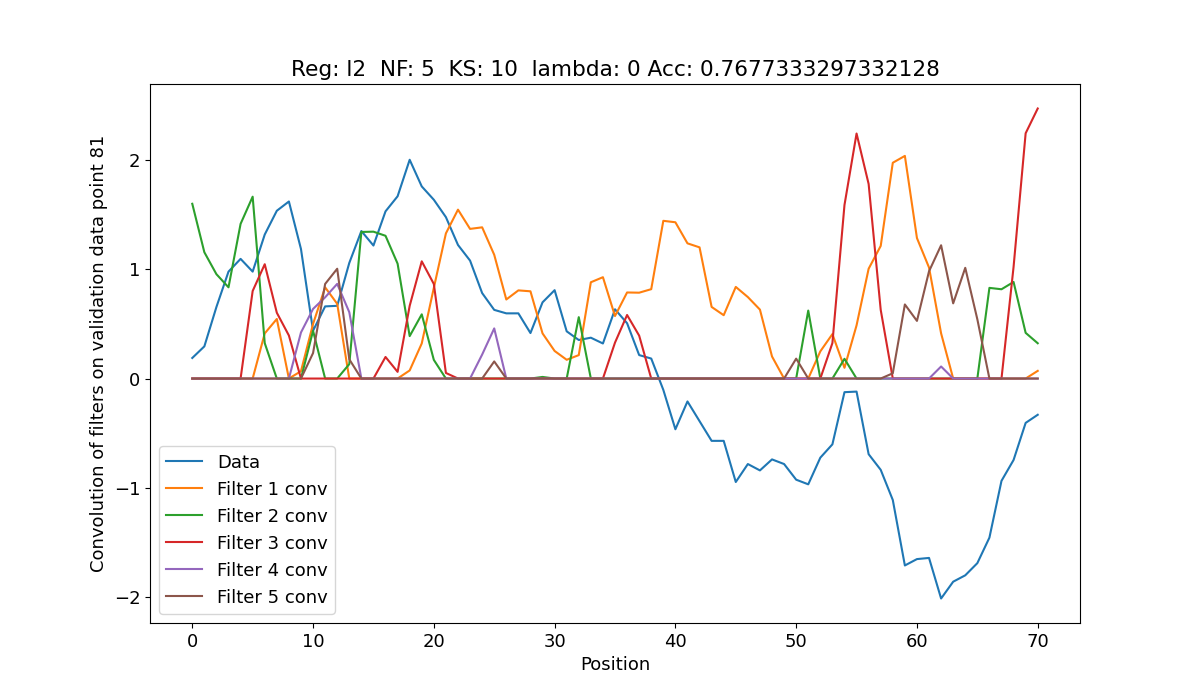 Reg: l2 NF: 5 KS: 10 lambda: 0 Acc: 0.7677333297332128
Convolution of filters on validation data point 81
2
1
0
−1
−2
Data
Filter 1 conv
Filter 2 conv
Filter 3 conv
Filter 4 conv
Filter 5 conv
0 10 20 30 40 50 60 70
Position